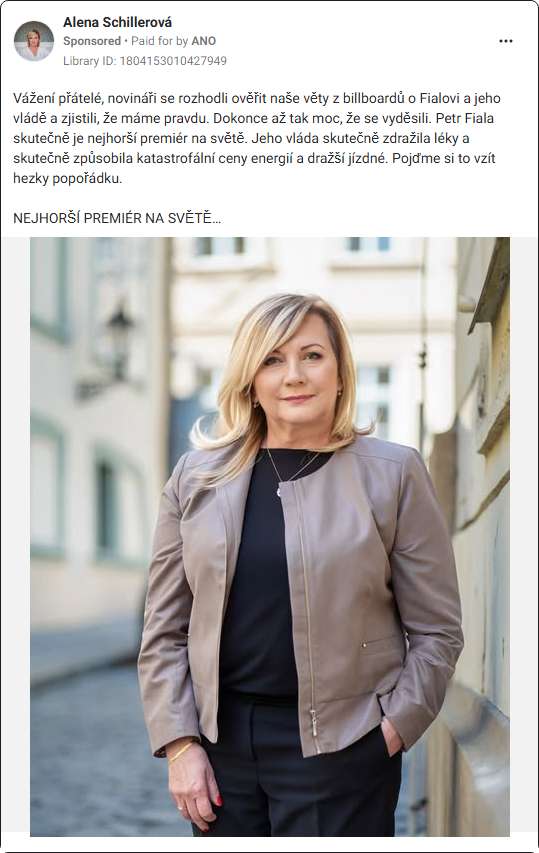 Alena Schillerová
Sponsored • Paid for by ANO
Library ID: 1804153010427949
Vážení přátelé, novináři se rozhodli ověřit naše věty z billboardů o Fialovi a jeho
vládě a zjistili, že máme pravdu. Dokonce až tak moc, že se vyděsili. Petr Fiala
skutečně je nejhorší premiér na světě. Jeho vláda skutečně zdražila léky a
skutečně způsobila katastrofální ceny energií a dražší jízdné. Pojďme si to vzít
hezky popořádku.
NEJHORŠÍ PREMIÉR NA SVĚTĚ...